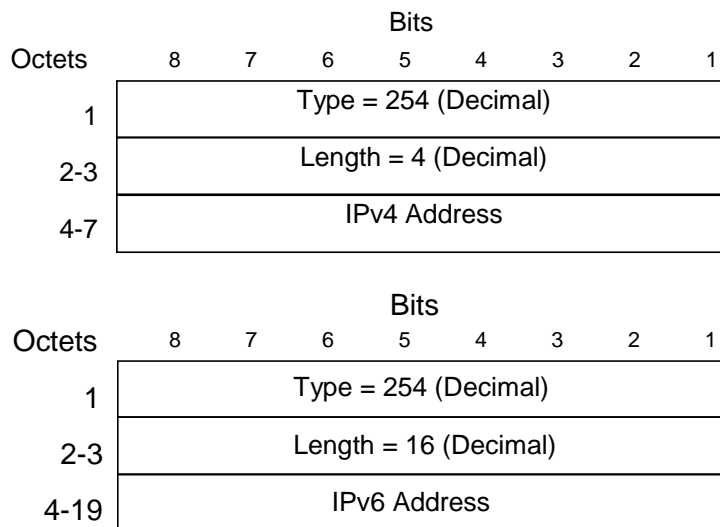 Bits
Octets 8 7 6 5 4 3 2 1
1 Type = 254 (Decimal)
2-3 Length = 4 (Decimal)
4-7 IPv4 Address
Bits
Octets 8 7 6 5 4 3 2 1
1 Type = 254 (Decimal)
2-3 Length = 16 (Decimal)
4-19 IPv6 Address